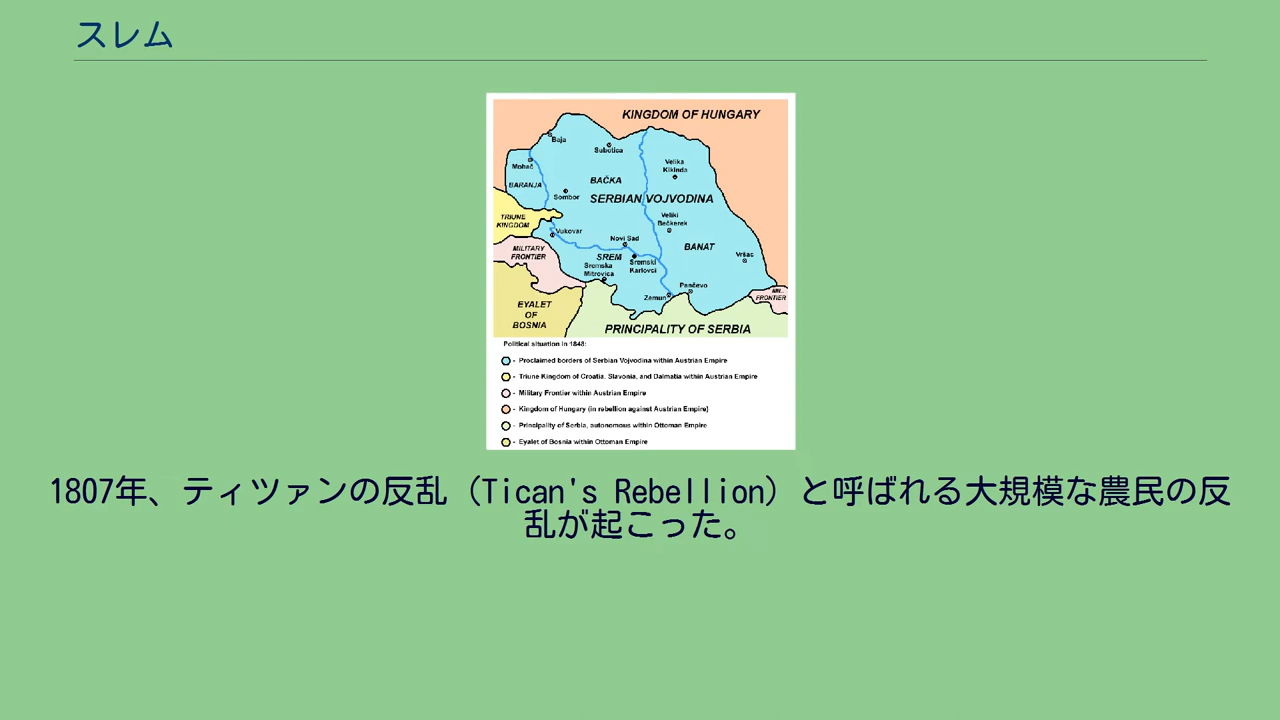 スレム
KINGDOM OF HUNGARY
Baja
Subotica
Mohač
Velika
Kikinda
BARANJA
BAČKA
Sombor
SERBIAN VOJVODINA
TRIUNE
KINGDOM
Veliki
Bečkerek
Vukovar
Novi Sad
BANAT
MILITARY
FRONTIER
SREM
Sremski
Karlovci
Sremska
Mitrovica
Vršac
Pančevo
Zemun
MIL.
FRONTIER
EYALET
OF
BOSNIA
PRINCIPALITY OF SERBIA
Political situation in 1848:
- Proclaimed borders of Serbian Vojvodina within Austrian Empire
- Triune Kingdom of Croatia, Slavonia, and Dalmatia within Austrian Empire
- Military Frontier within Austrian Empire
- Kingdom of Hungary (in rebellion against Austrian Empire)
- Principality of Serbia, autonomous within Ottoman Empire
- Eyalet of Bosnia within Ottoman Empire
1807年、ティツァンの反乱（Tican's Rebellion）と呼ばれる大規模な農民の反
乱が起こった。